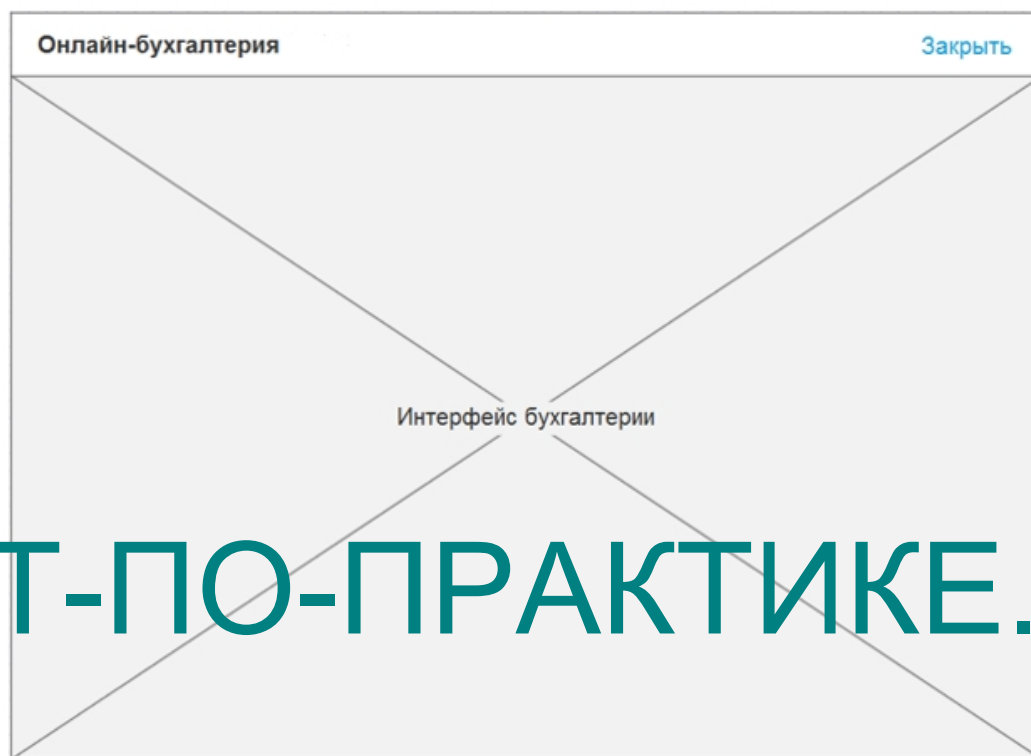 Онлайн-бухгалтерия Закрыть
Интерфейс бухгалтерии
Т-ПО-ПРАКТИКЕ.